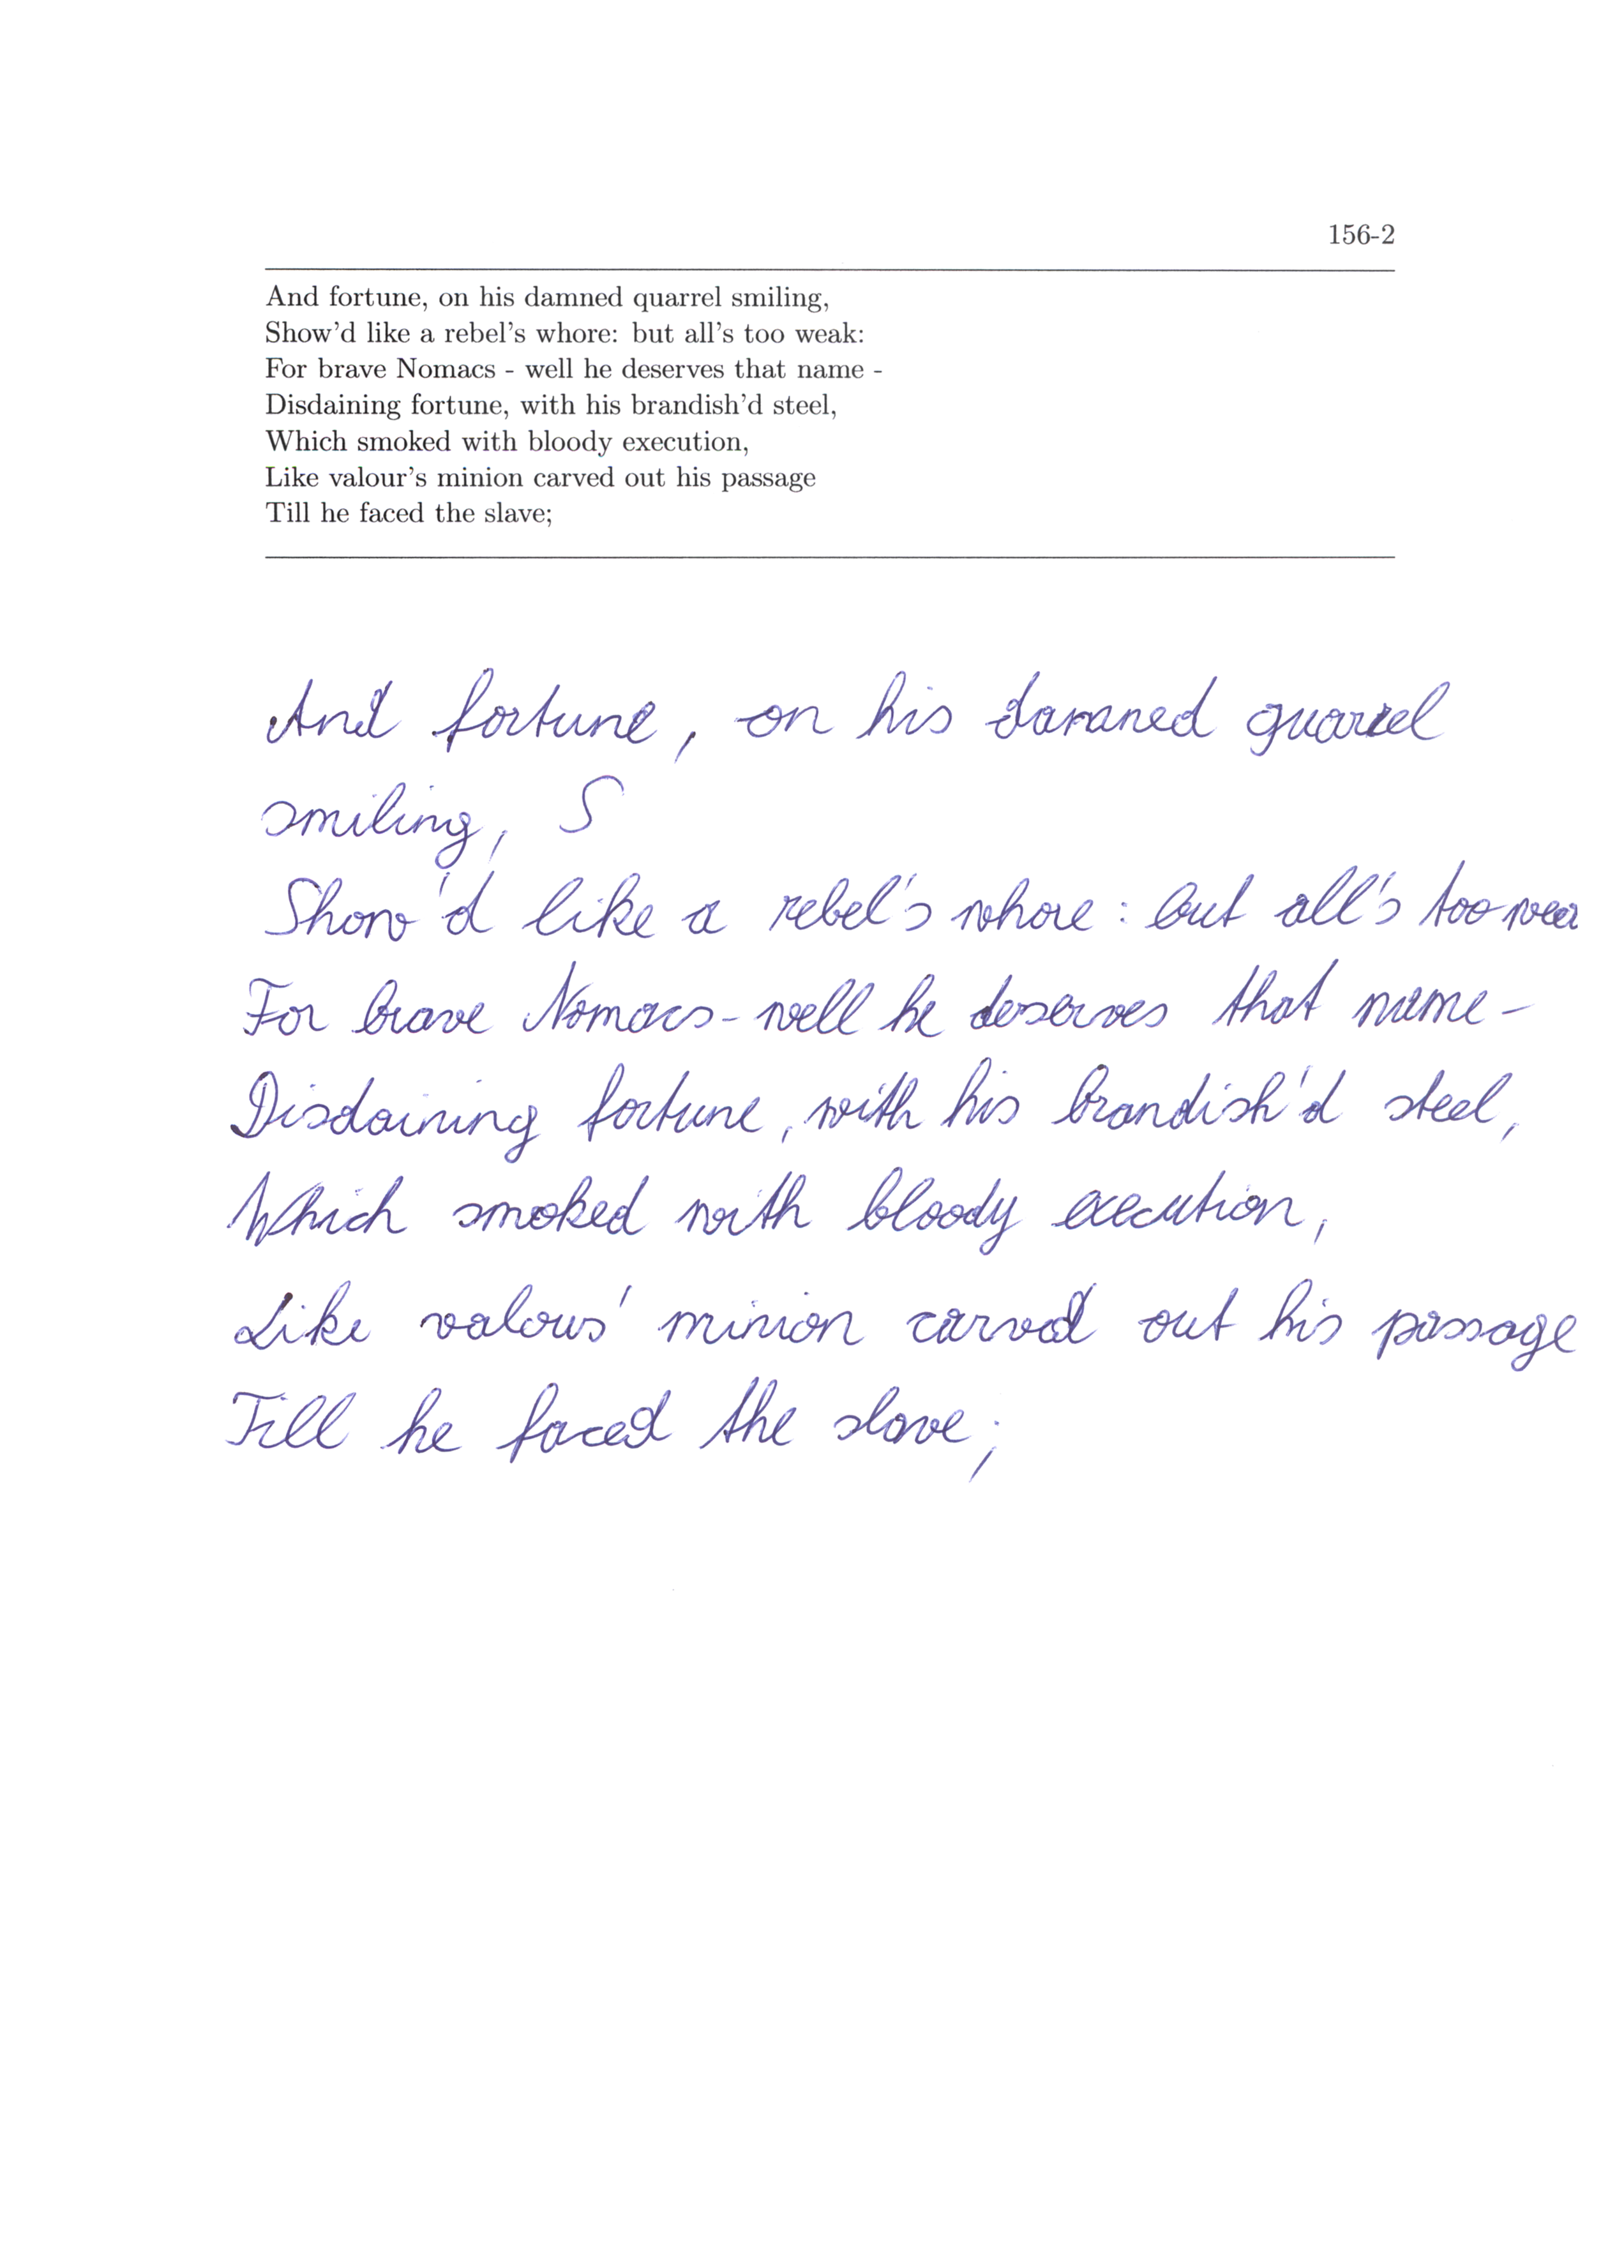 156-2
And fortune, on his damned quarrel smiling,
Show'd like a rebel's whore: but all's too weak:
For brave Nomacs - well he deserves that name -
Disdaining fortune, with his brandish'd steel,
Which smoked with bloody execution,
Like valour's minion carved out his passage
Till he faced the slave;
And fortune, on his damned quarrel
smiling, S
Show'd like a rebel's whore: but all's too wea
For brave Nomacs - well he deserves that name -
Disdaining fortune, with his brandish'd steel,
Which smoked with bloody execution,
Like valous' minion carved out his passage
Till he faced the slave;